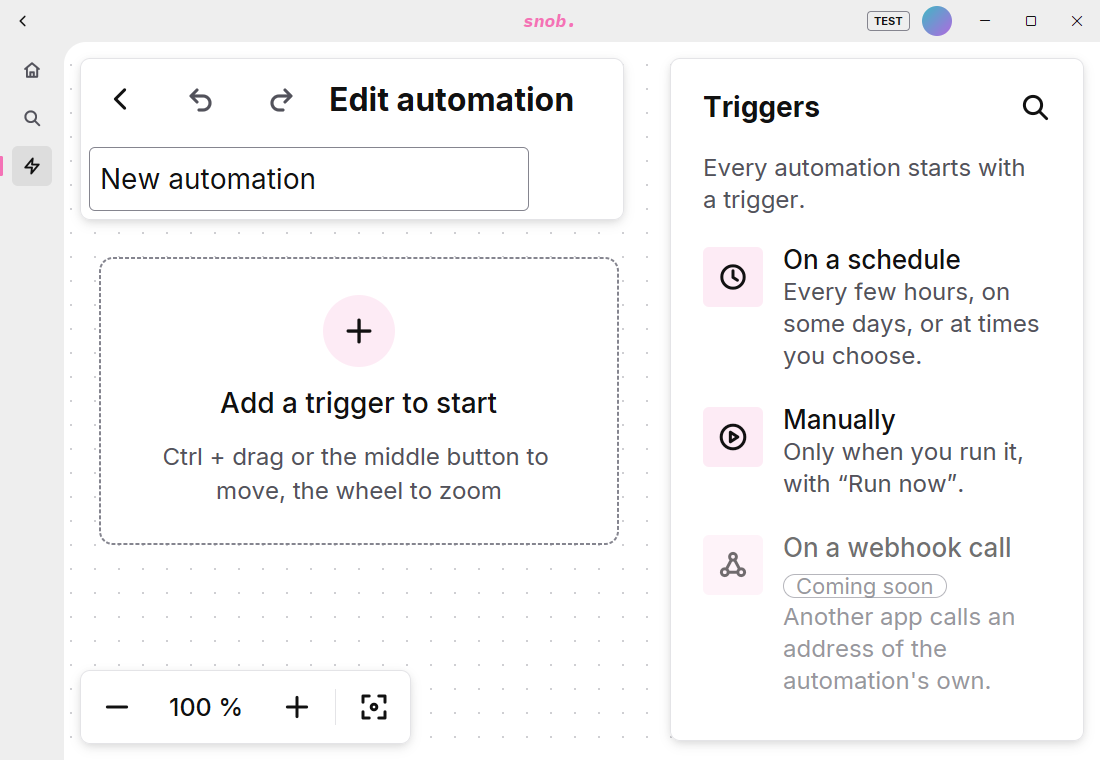 snob.
TEST
Edit automation
New automation
Add a trigger to start
Ctrl + drag or the middle button to
move, the wheel to zoom
100 %
Triggers
Every automation starts with
a trigger.
On a schedule
Every few hours, on
some days, or at times
you choose.
Manually
Only when you run it,
with “Run now”.
On a webhook call
Coming soon
Another app calls an
address of the
automation's own.